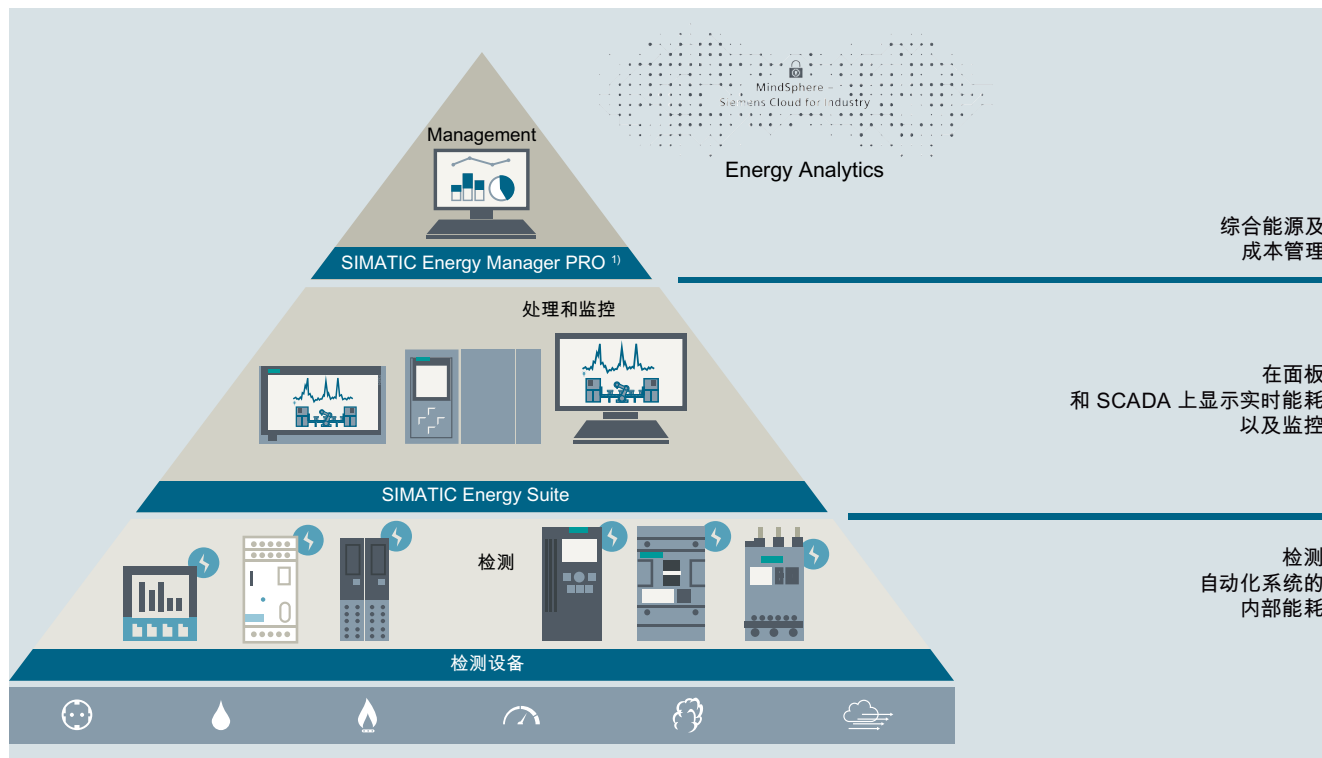 MindSphere –
Siemens Cloud for Industry
Energy Analytics
Management
SIMATIC Energy Manager PRO 1)
综合能源及
成本管理
处理和监控
在面板
和 SCADA 上显示实时能耗
以及监控
SIMATIC Energy Suite
检测
检测
自动化系统的
内部能耗
检测设备